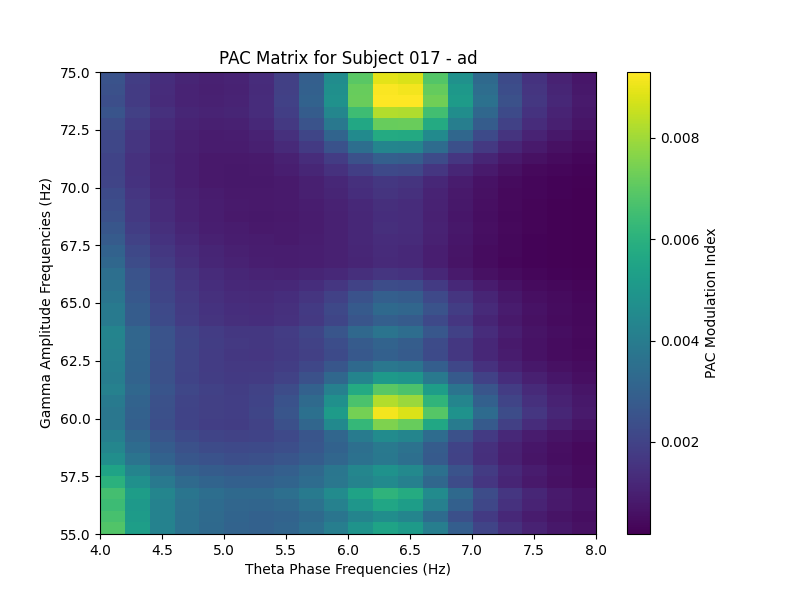 PAC Matrix for Subject 017 - ad
75.0
72.5
70.0
67.5
65.0
62.5
60.0
57.5
55.0
Gamma Amplitude Frequencies (Hz)
4.0 4.5 5.0 5.5 6.0 6.5 7.0 7.5 8.0
Theta Phase Frequencies (Hz)
0.008
0.006
0.004
0.002
PAC Modulation Index